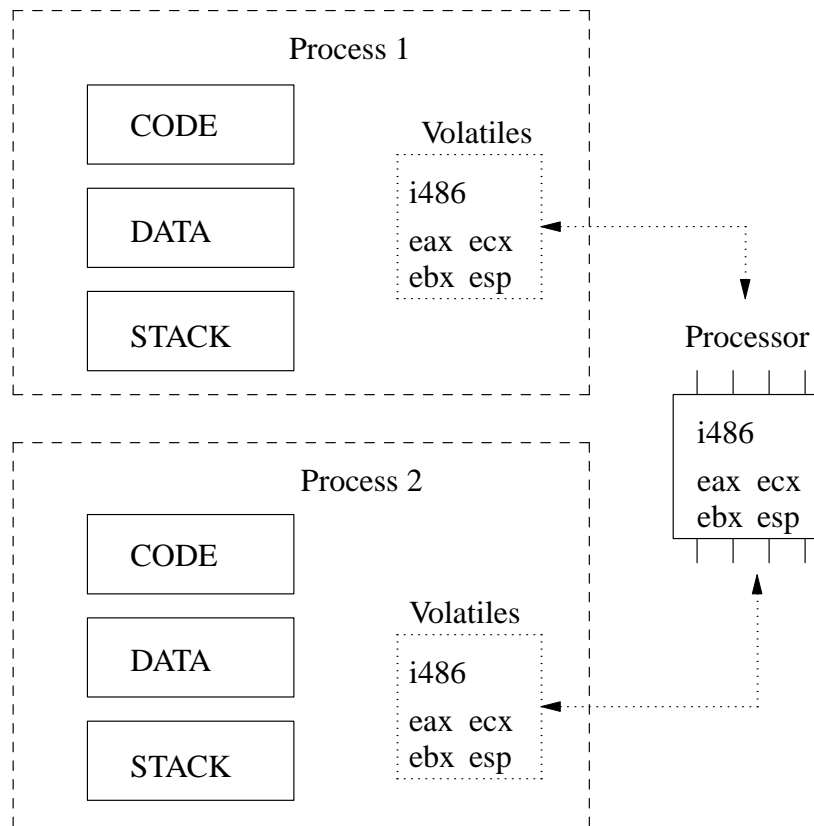 Process 1
CODE
Volatiles
i486
DATA
eax ecx
ebx esp
STACK
Processor
i486
eax ecx
ebx esp
Process 2
CODE
Volatiles
DATA
i486
eax ecx
ebx esp
STACK